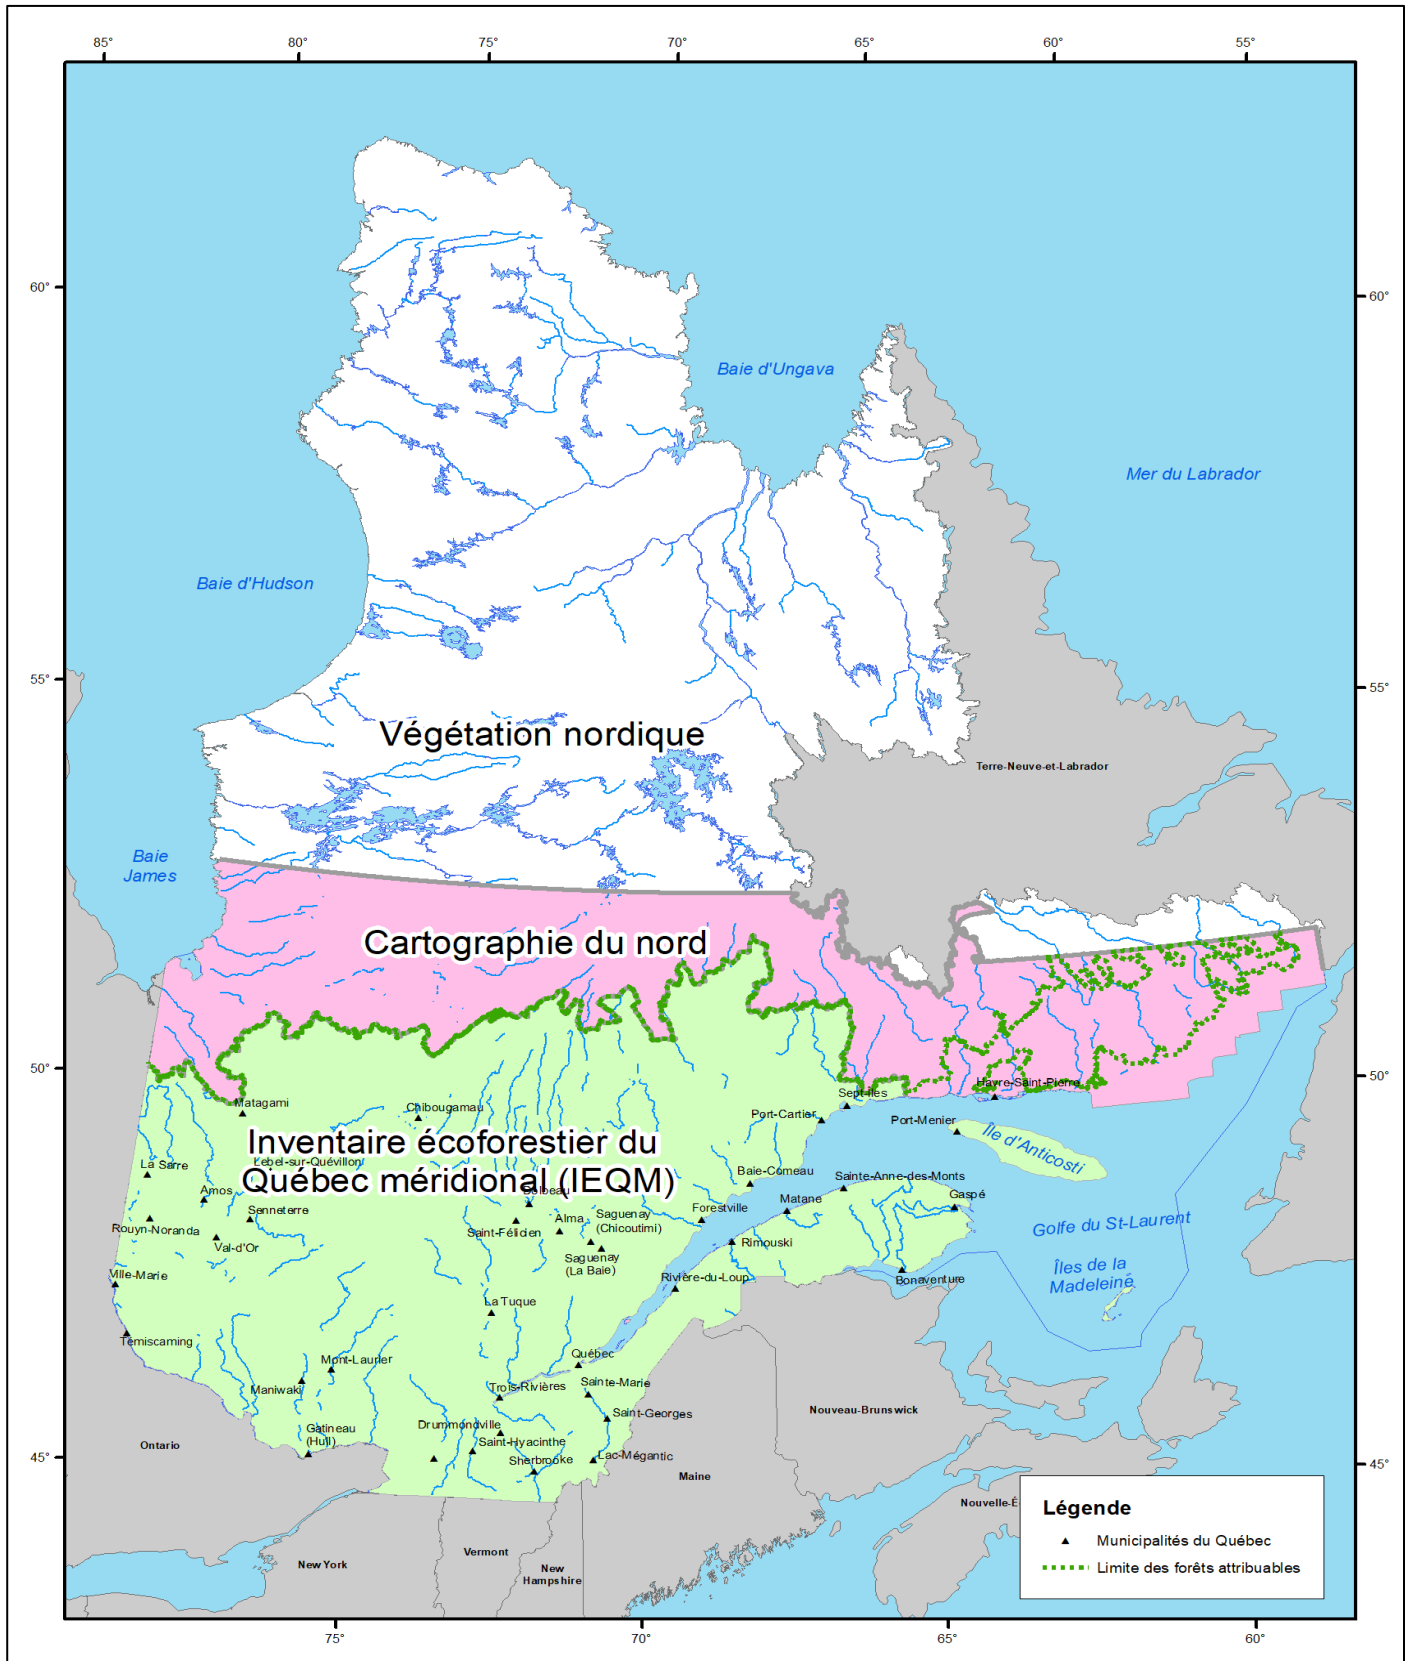 85° 80° 75° 70° 65° 60° 55°
60° 60°
Baie d'Ungava
Mer du Labrador
Baie d'Hudson
55° 55°
Végétation nordique
Terre-Neuve-et-Labrador
Baie
James
Cartographie du nord
50° 50°
Havre-Saint-Pierre
Sept-Îles
Matagami
Chibougamau
Port-Cartier
Port-Menier
Île d'Anticosti
Inventaire écoforestier du
Québec méridional (IEQM)
La Sarre
Lebel-sur-Quévillon
Baie-Comeau
Sainte-Anne-des-Monts
Amos
Dolbeau
Matane
Gaspé
Senneterre
Rouyn-Noranda
Saint-Félicien
Alma
Saguenay
(Chicoutimi)
Forestville
Golfe du St-Laurent
Val-d'Or
Saguenay
(La Baie)
Rimouski
Ville-Marie
Rivière-du-Loup
Bonaventure
Îles de la
Madeleine
La Tuque
Témiscaming
Québec
Mont-Laurier
Maniwaki
Trois-Rivières
Sainte-Marie
Saint-Georges
Nouveau-Brunswick
Drummondville
Gatineau
(Hull)
Saint-Hyacinthe
Ontario
Sherbrooke
Lac-Mégantic
45° 45°
Maine
Nouvelle-É
Vermont
New York
New
Hampshire
Légende
Municipalités du Québec
Limite des forêts attribuables
75° 70° 65° 60°